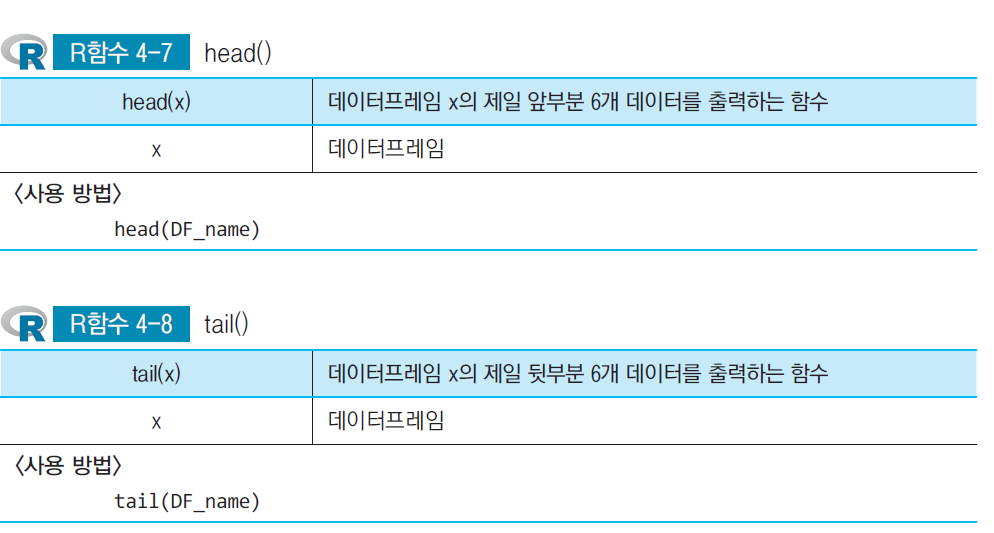 R R함수 4-7 head()
head(x) 데이터프레임 x의 제일 앞부분 6개 데이터를 출력하는 함수
x 데이터프레임
〈사용 방법〉
head(DF_name)
R R함수 4-8 tail()
tail(x) 데이터프레임 x의 제일 뒷부분 6개 데이터를 출력하는 함수
x 데이터프레임
〈사용 방법〉
tail(DF_name)